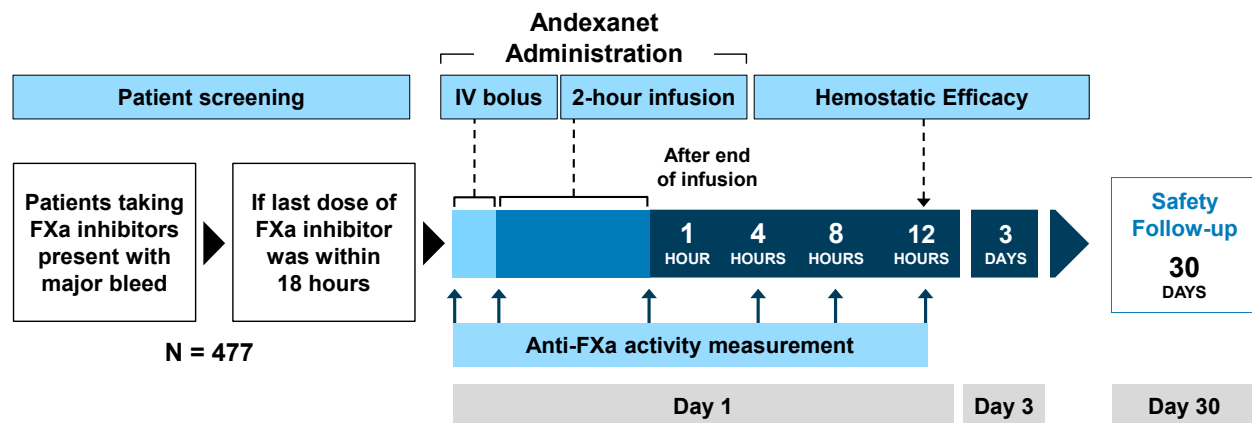 Andexanet
Administration
Patient screening
IV bolus
2-hour infusion
Hemostatic Efficacy
Patients taking
FXa inhibitors
present with
major bleed
If last dose of
FXa inhibitor
was within
18 hours
N = 477
After end
of infusion
1
HOUR
4
HOURS
8
HOURS
12
HOURS
3
DAYS
Safety
Follow-up
30
DAYS
Anti-FXa activity measurement
Day 1
Day 3
Day 30